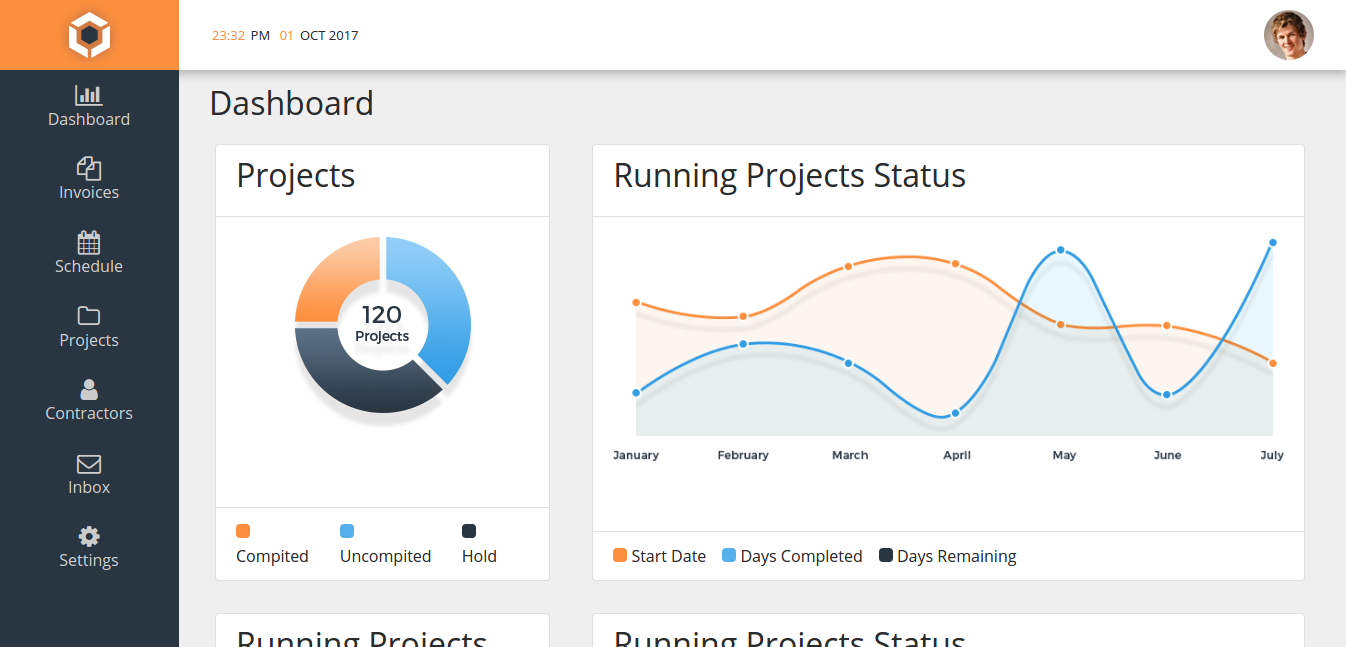 23:32 PM 01 OCT 2017
Dashboard
Invoices
Schedule
Projects
Contractors
Inbox
Settings
Dashboard
Projects
120
Projects
Compited
Uncompited
Hold
Running Projects Status
January February March April May June July
Start Date Days Completed Days Remaining
Running Projects
Running Projects Status